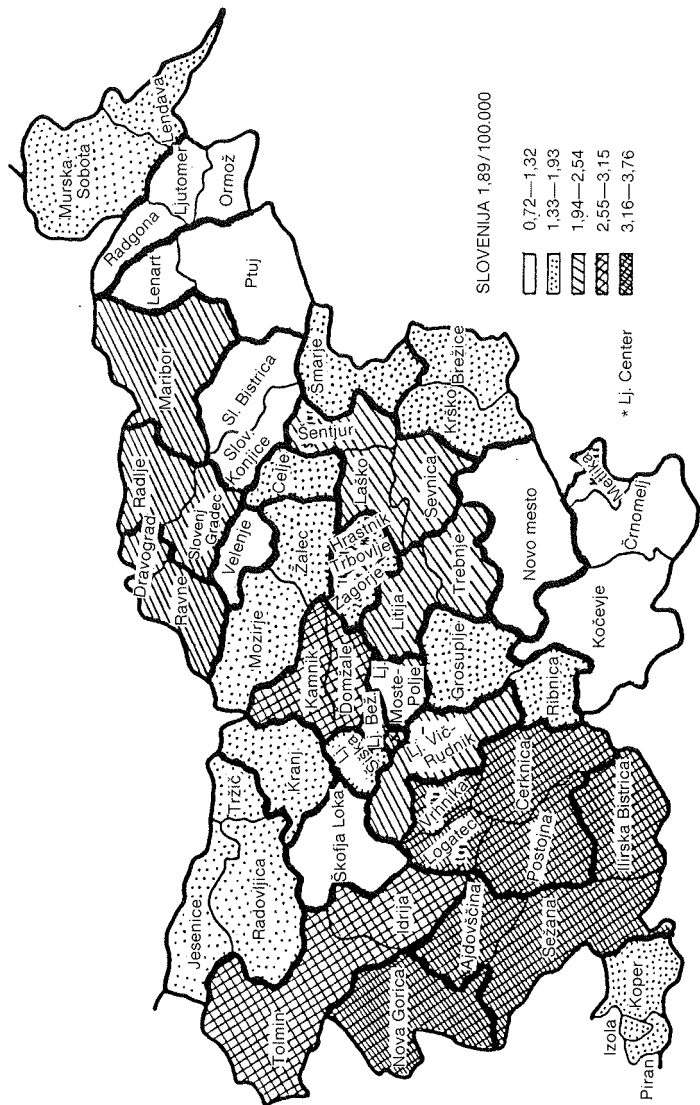 Murska
Sobota
Lendava
Radgona
Ljutomer
Ormož
Lenart
Ptuj
Maribor
Sl. Bistrica
Slov.
Konjice
Radlje
Dravograd
Slovenj
Gradec
Ravne
Velenje
Mozirje
Žalec
Celje
Šmarje
Šentjur
Laško
Hrastnik
Trbovlje
Zagorje
Sevnica
Krško
Brežice
Litija
Trebnje
Novo mesto
Metlika
Črnomelj
Kočevje
Ribnica
Grosuplje
Kamnik
Domžale
Lj.
Moste-
Polje
Lj. Bež.
Lj.
Šiška
Lj. Vič
Rudnik
Kranj
Tržič
Jesenice
Radovljica
Škofja Loka
Vrhnika
Logatec
Cerknica
Postojna
Ilirska Bistrica
Idrija
Tolmin
Nova Gorica
Ajdovščina
Sežana
Koper
Izola
Piran
SLOVENIJA 1,89/100.000
0,72—1,32
1,33—1,93
1,94—2,54
2,55—3,15
3,16—3,76
* Lj. Center